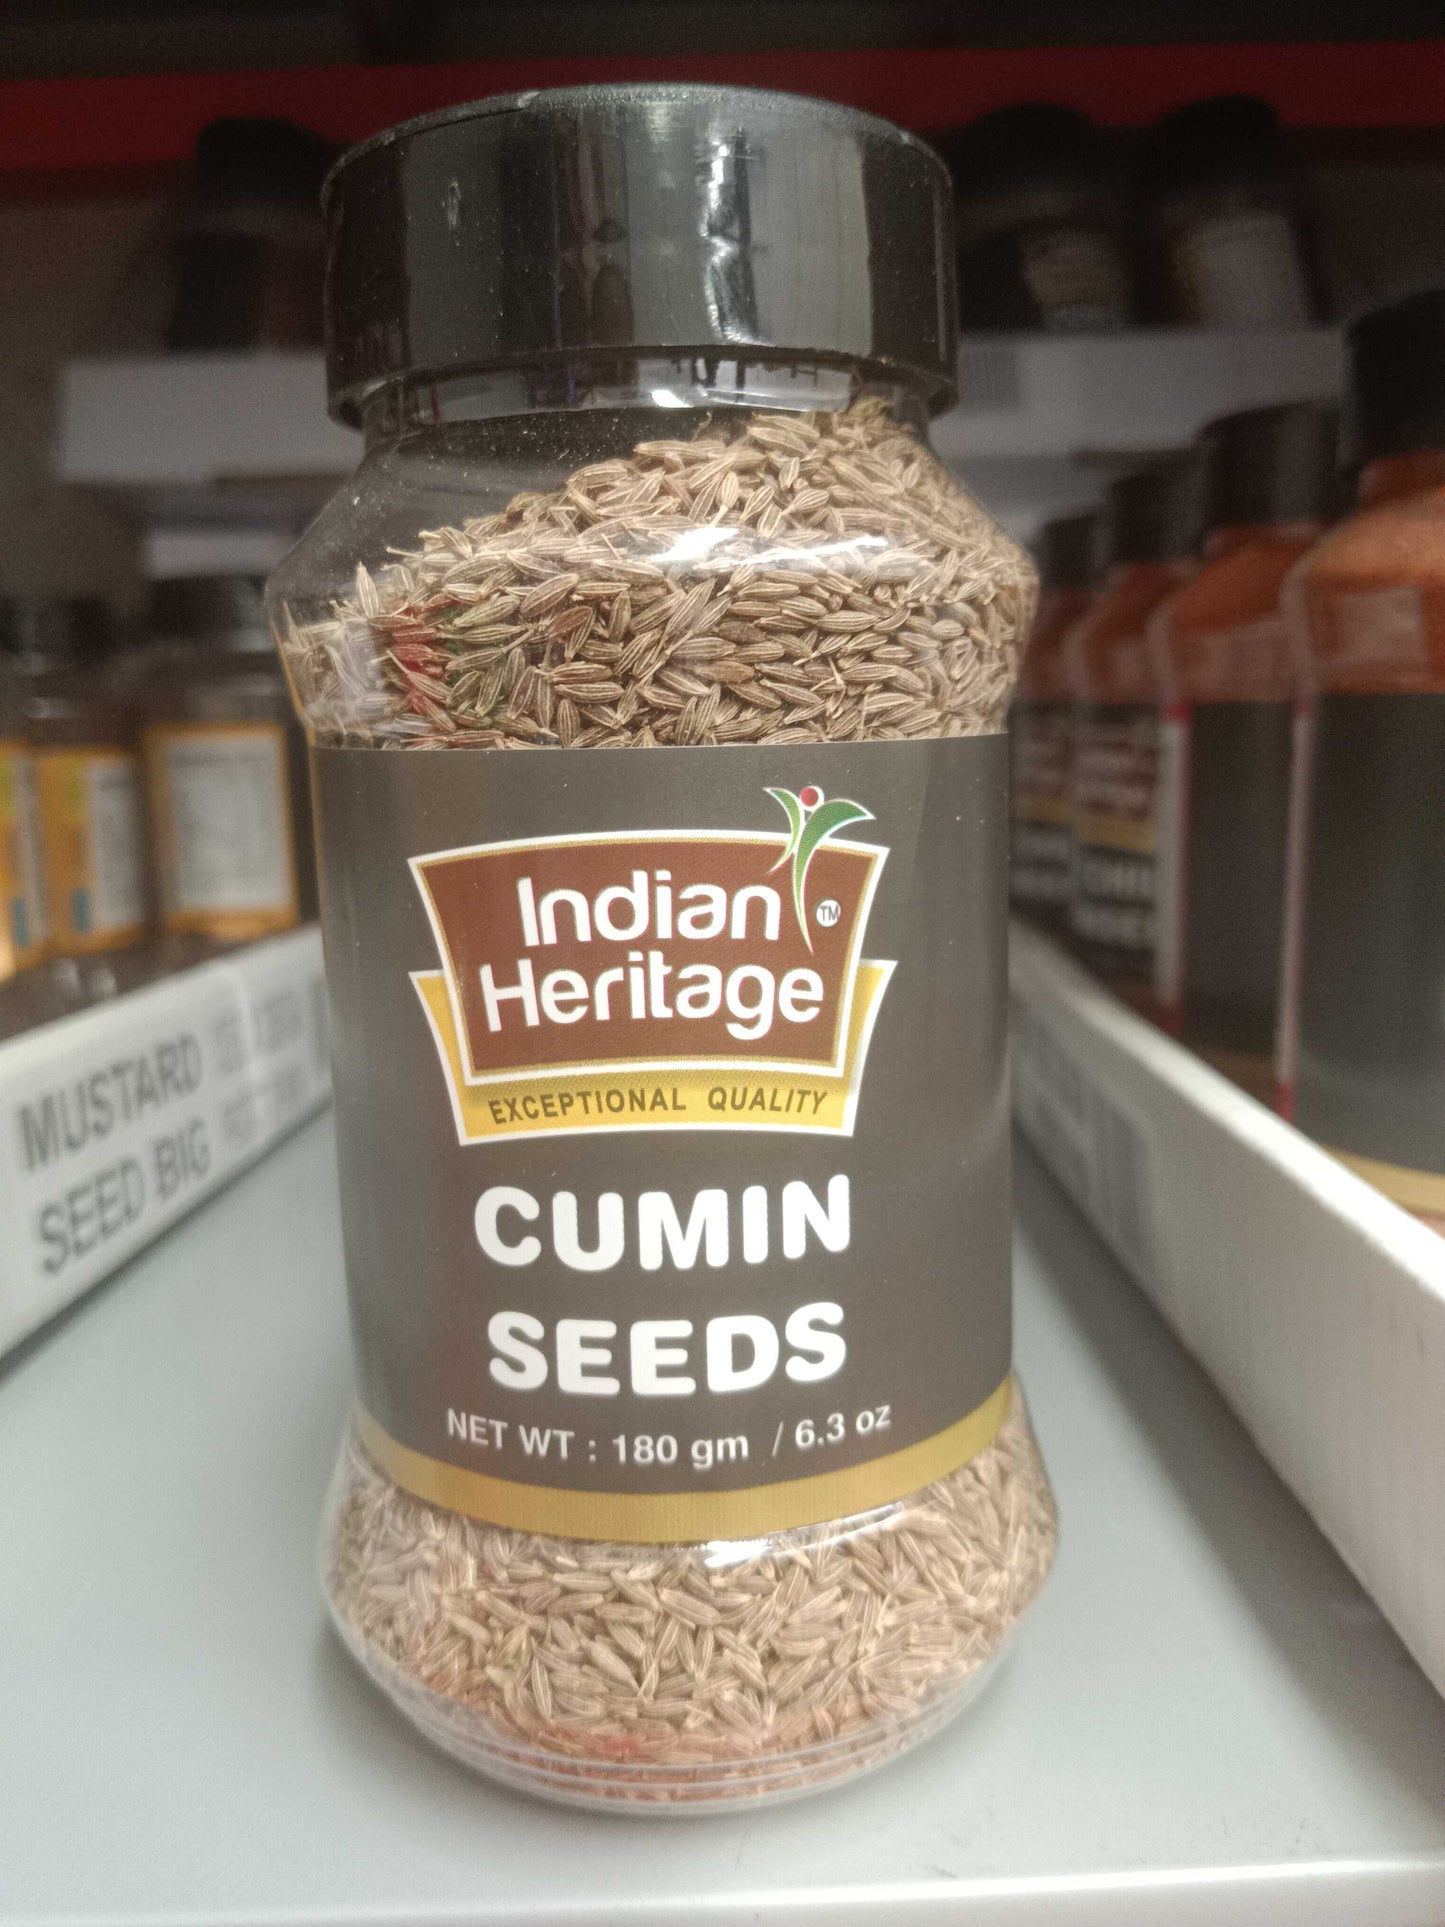 Indian
Heritage
TM
EXCEPTIONAL QUALITY
CUMIN
SEEDS
NET WT : 180 gm / 6.3 oz
MUSTARD
SEED BIG